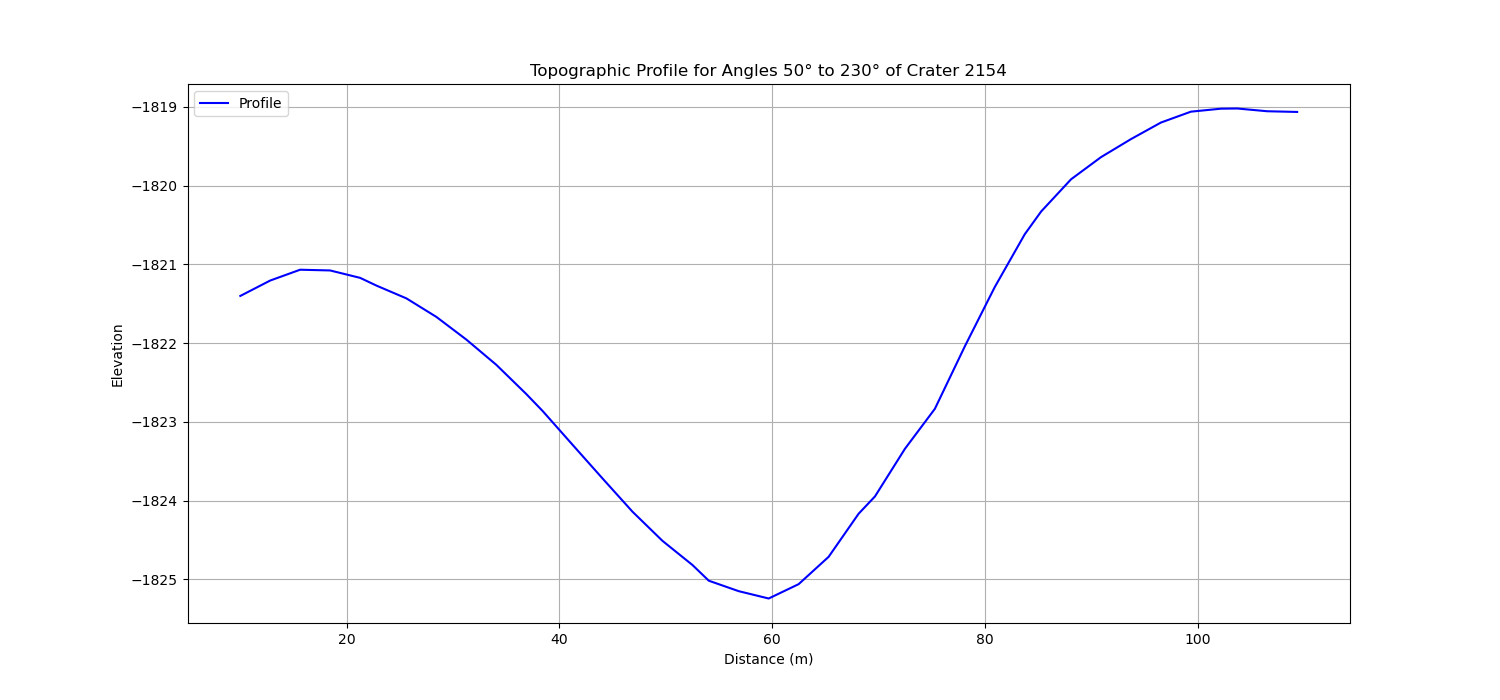 Topographic Profile for Angles 50° to 230° of Crater 2154
Profile
−1819
−1820
−1821
−1822
−1823
−1824
−1825
Elevation
20 40 60 80 100
Distance (m)